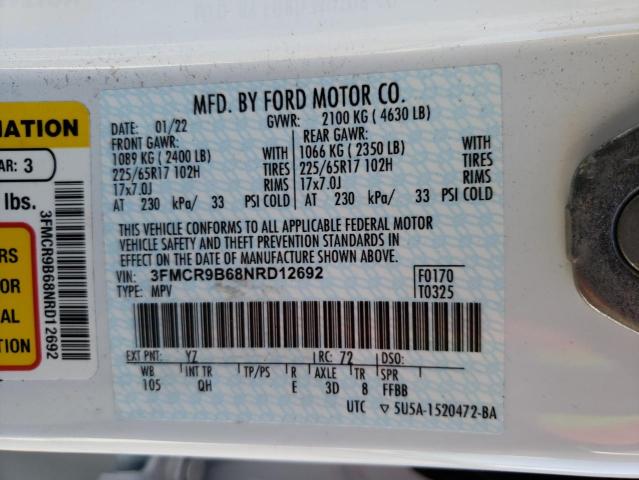 MFD. BY FORD MOTOR CO.
DATE: 01/22 GVWR: 2100 KG ( 4630 LB)
FRONT GAWR: REAR GAWR:
1089 KG ( 2400 LB) WITH 1066 KG ( 2350 LB) WITH
225/65R17 102H TIRES 225/65R17 102H TIRES
17x7.0J RIMS 17x7.0J RIMS
AT 230 kPa/ 33 PSI COLD AT 230 kPa/ 33 PSI COLD
THIS VEHICLE CONFORMS TO ALL APPLICABLE FEDERAL MOTOR
VEHICLE SAFETY AND THEFT PREVENTION STANDARDS IN
EFFECT ON THE DATE OF MANUFACTURE SHOWN ABOVE.
VIN: 3FMCR9B68NRD12692 F0170
TYPE: MPV T0325
EXT PNT: YZ RC: 72 DSO:
WB INT TR TP/PS R AXLE TR SPR
105 QH E 3D 8 FFBB
UTC ▽5U5A-1520472-BA
MATION
AR: 3
lbs.
RS
OR
AL
ION
3FMCR9B68NRD12692